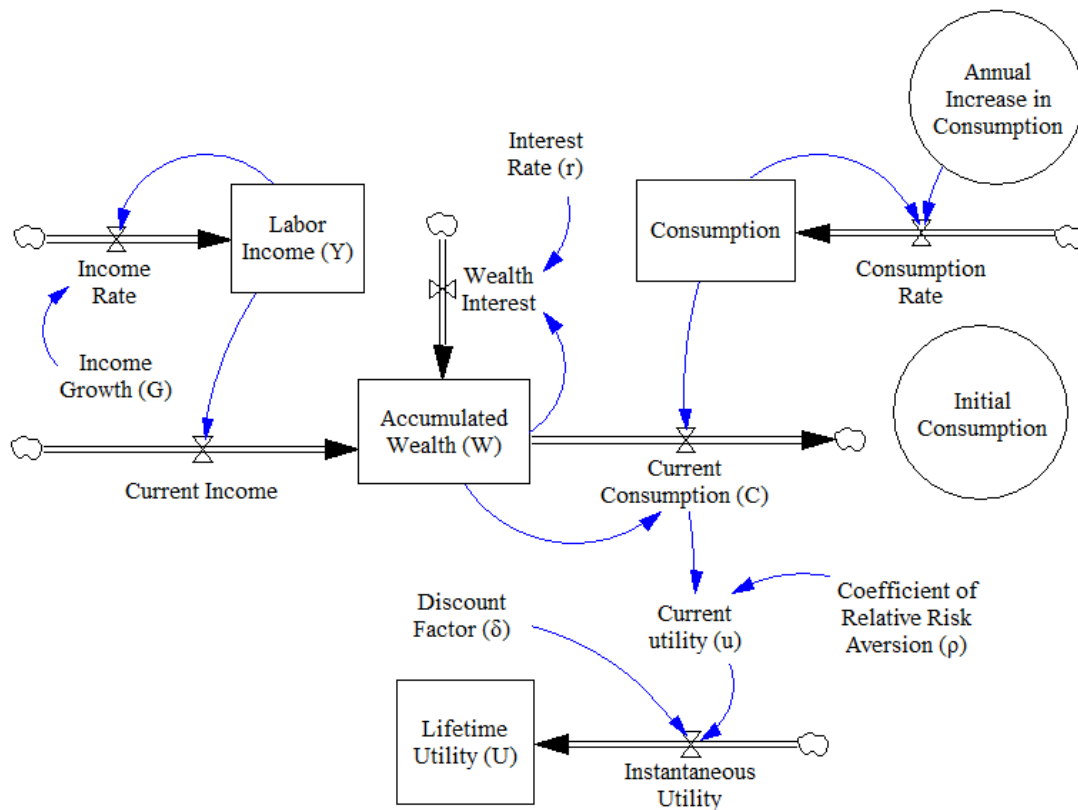 Annual
Increase in
Consumption
Interest
Rate (r)
Labor
Income (Y)
Consumption
Income
Rate
Wealth
Interest
Consumption
Rate
Income
Growth (G)
Initial
Consumption
Accumulated
Wealth (W)
Current Income
Current
Consumption (C)
Discount
Factor (δ)
Current
utility (u)
Coefficient of
Relative Risk
Aversion (ρ)
Lifetime
Utility (U)
Instantaneous
Utility